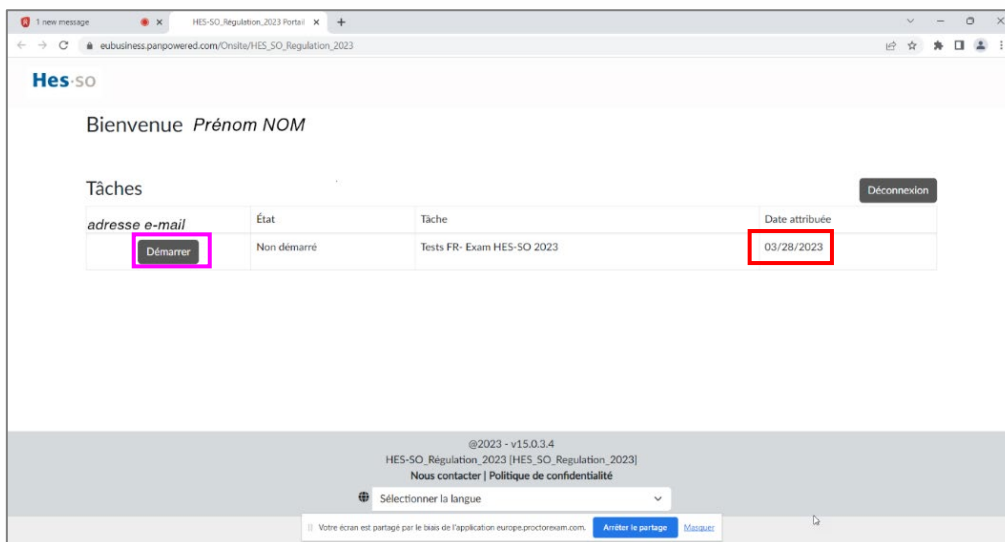 1 new message
HES-SO_Regulation_2023 Portail
eubusiness.panpowered.com/Onsite/HES_SO_Regulation_2023
Hes·so
Bienvenue Prénom NOM
Tâches
Déconnexion
adresse e-mail État Tâche Date attribuée
Démarrer Non démarré Tests FR- Exam HES-SO 2023 03/28/2023
@2023 - v15.0.3.4
HES-SO_Régulation_2023 [HES_SO_Regulation_2023]
Nous contacter | Politique de confidentialité
Sélectionner la langue
Votre écran est partagé par le biais de l'application europe.proctorexam.com. Arrêter le partage Masquer